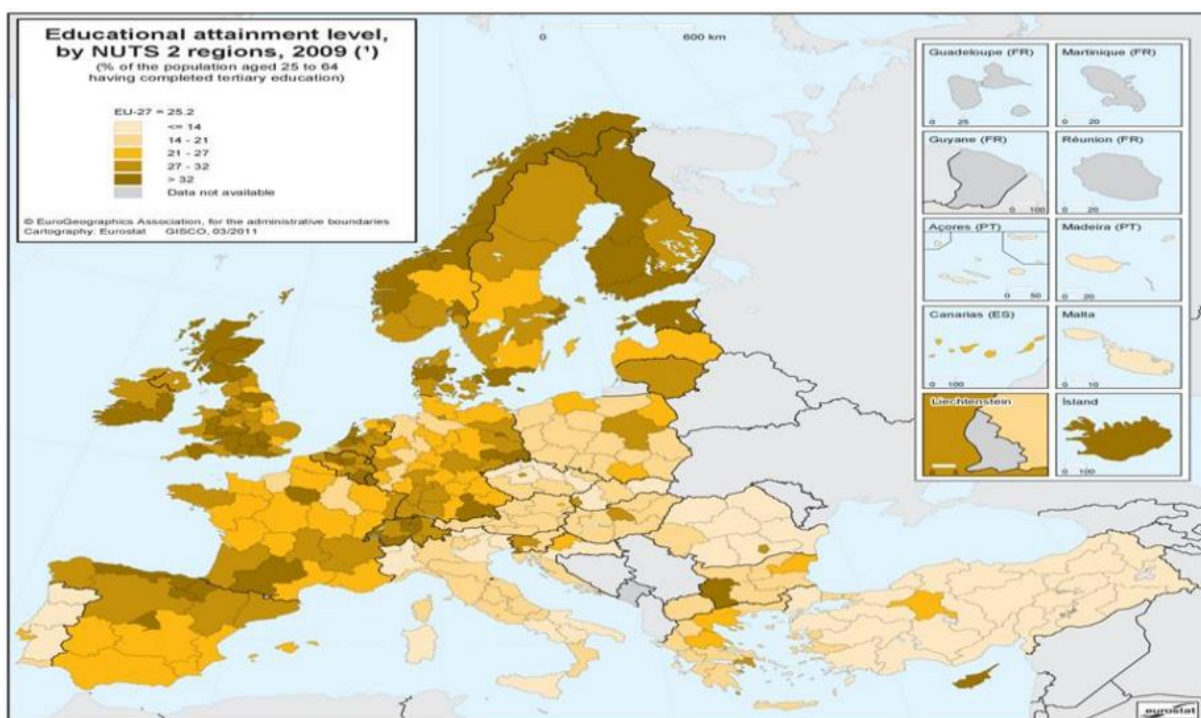 Educational attainment level,
by NUTS 2 regions, 2009 (¹)
(% of the population aged 25 to 64
having completed tertiary education)
EU-27 = 25.2
<= 14
14 - 21
21 - 27
27 - 32
> 32
Data not available
© EuroGeographics Association, for the administrative boundaries
Cartography: Eurostat GISCO, 03/2011
0 600 km
Guadeloupe (FR)
0 25
Martinique (FR)
0 20
Guyane (FR)
0 100
Réunion (FR)
0 20
Açores (PT)
0 50
Madeira (PT)
0 20
Canarias (ES)
0 100
Malta
0 10
Liechtenstein
Ísland
0 100
eurostat